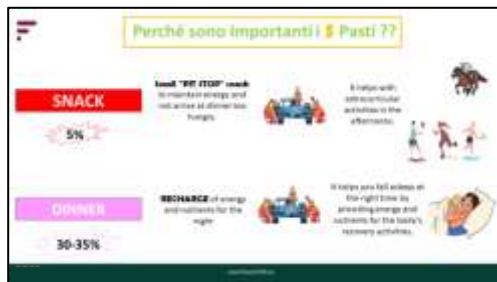 Perché sono importanti i 5 Pasti ??
SNACK
5%
Small "PIT STOP" snack
to maintain energy and
not arrive at dinner too
hungry.
It helps with
extracurricular
activities in the
afternoons.
DINNER
30-35%
RECHARGE of energy
and nutrients for the
night
It helps you fall asleep at
the right time by
providing energy and
nutrients for the body's
recovery activities.